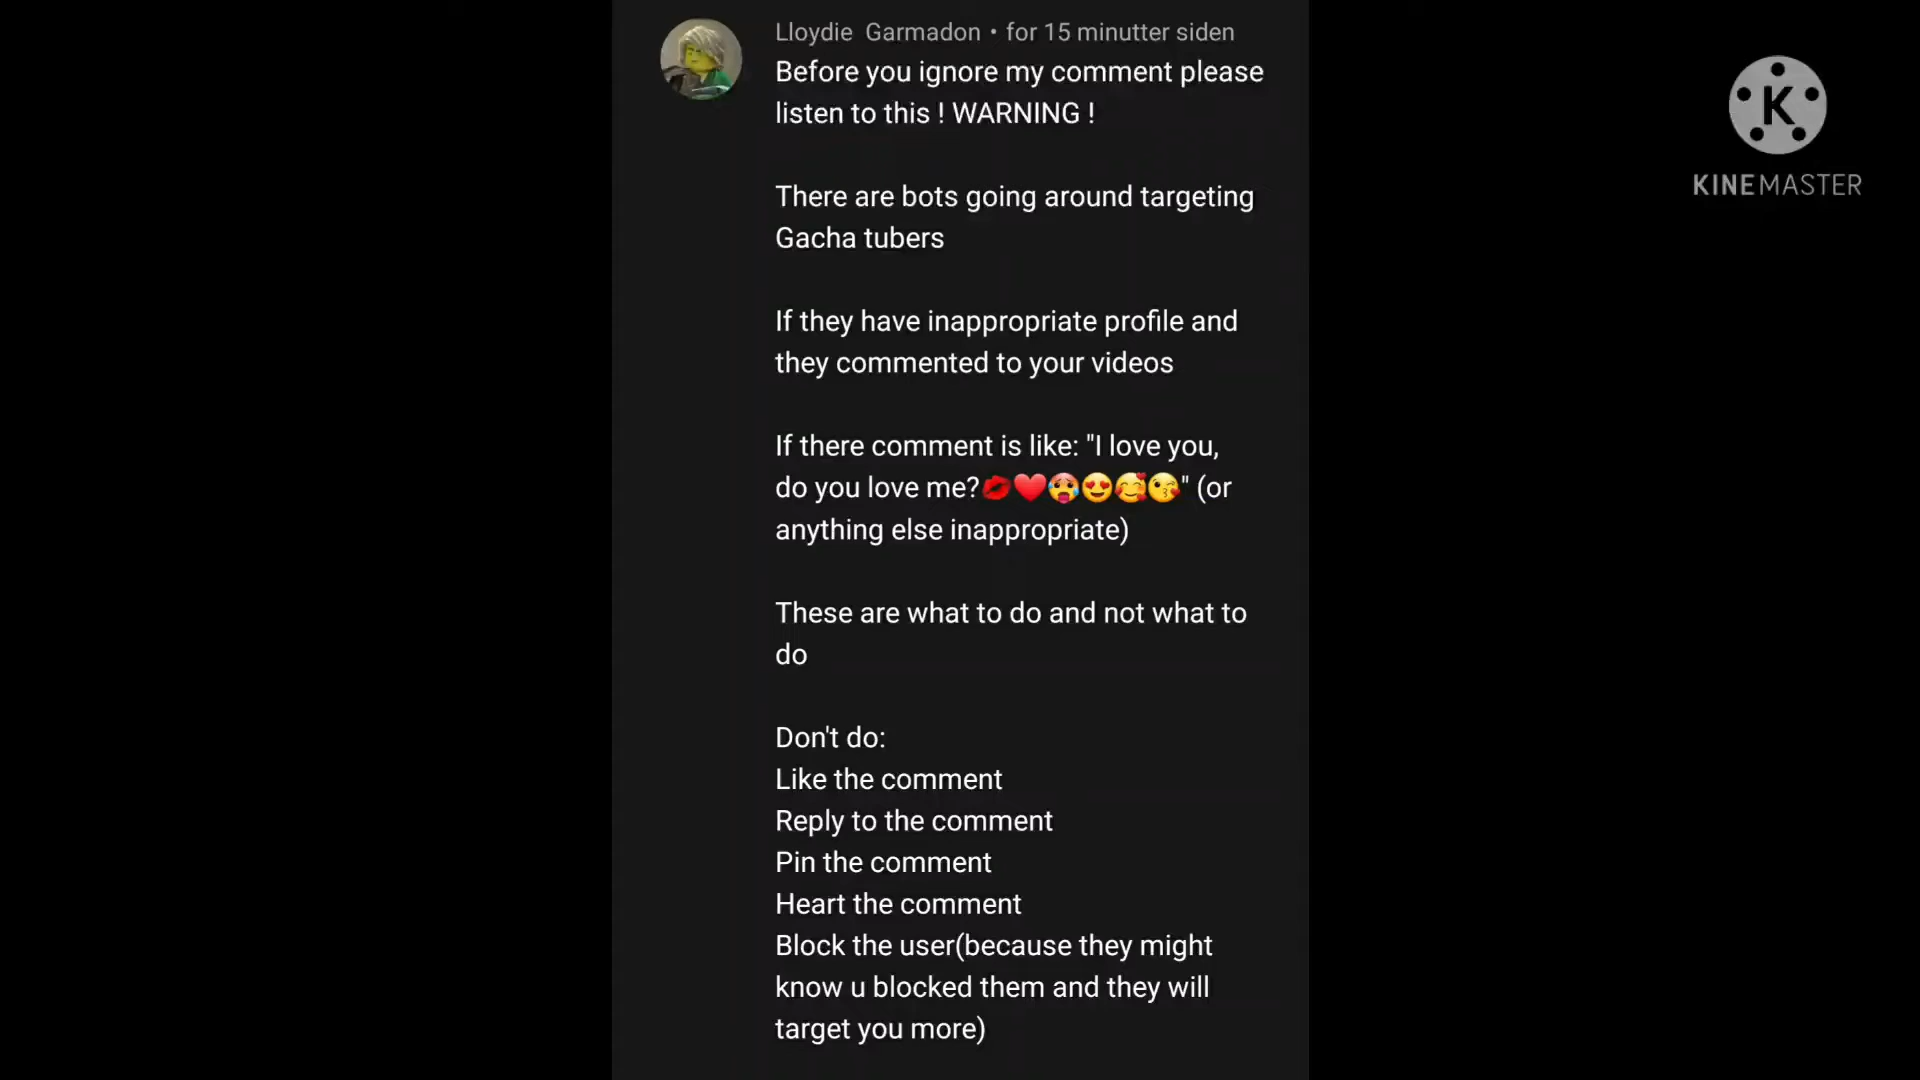 Lloydie Garmadon • for 15 minutter siden
Before you ignore my comment please
listen to this ! WARNING !
There are bots going around targeting
Gacha tubers
If they have inappropriate profile and
they commented to your videos
If there comment is like: "I love you,
do you love me?💋❤️🥵😍🥰😘" (or
anything else inappropriate)
These are what to do and not what to
do
Don't do:
Like the comment
Reply to the comment
Pin the comment
Heart the comment
Block the user(because they might
know u blocked them and they will
target you more)
K
KINEMASTER